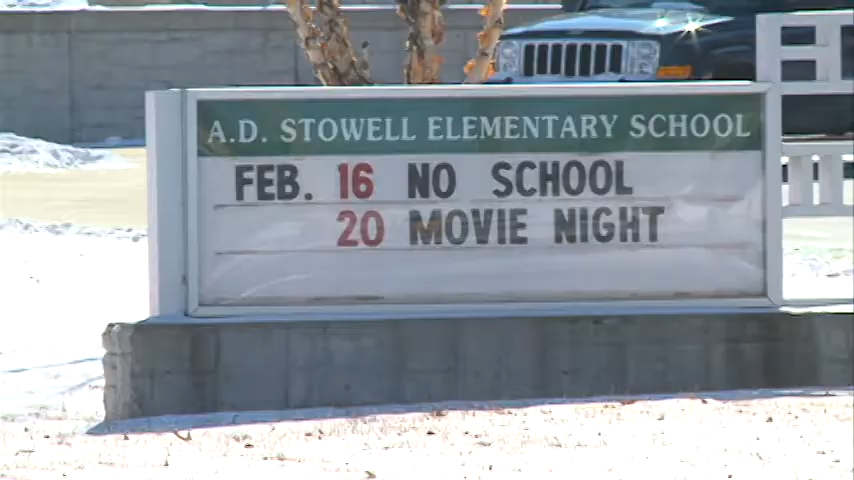 A.D. STOWELL ELEMENTARY SCHOOL
FEB. 16 NO SCHOOL
20 MOVIE NIGHT